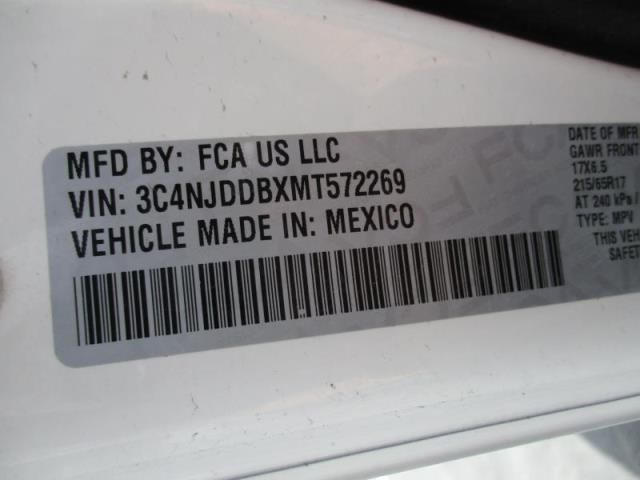 MFD BY: FCA US LLC
VIN: 3C4NJDDBXMT572269
VEHICLE MADE IN: MEXICO
DATE OF MFR
GAWR FRONT
17X6.5
215/65R17
AT 240 kPa /
TYPE: MPV
THIS VEH
SAFET